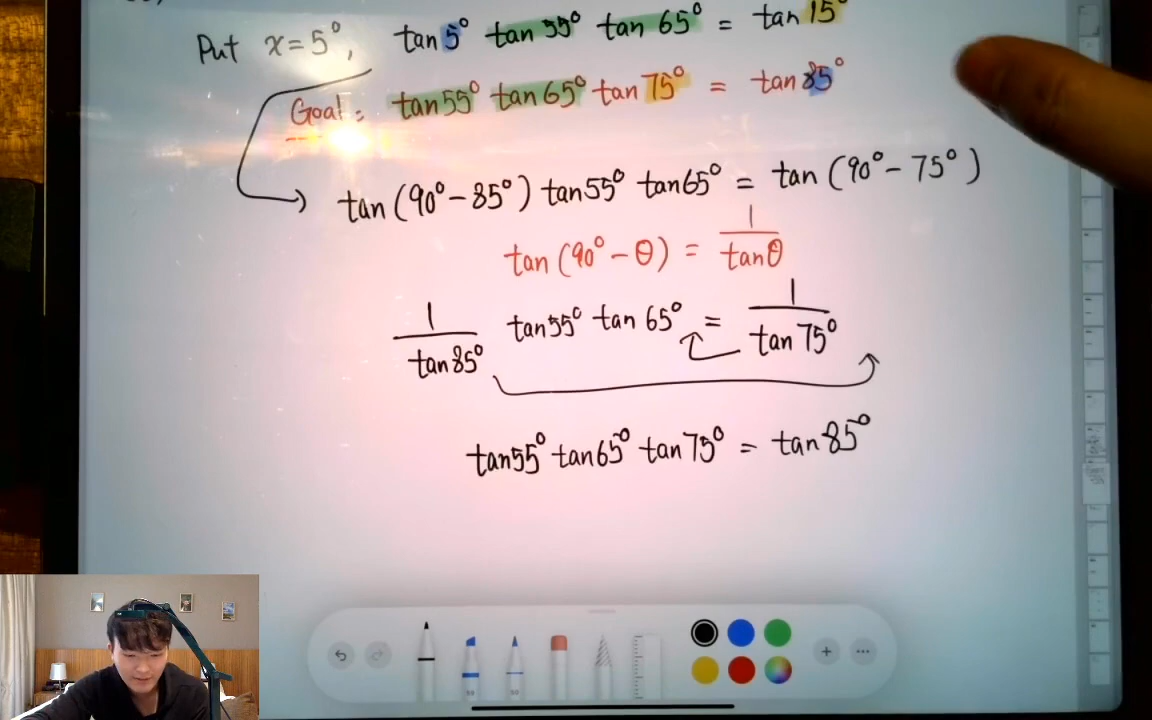 Put x = 5°, tan 5° tan 55° tan 65° = tan 15°
Goal: tan 55° tan 65° tan 75° = tan 85°
tan (90° - 85°) tan 55° tan 65° = tan (90° - 75°)
tan (90° - θ) = 1/tan θ
1/tan 85° tan 55° tan 65° = 1/tan 75°
tan 55° tan 65° tan 75° = tan 85°